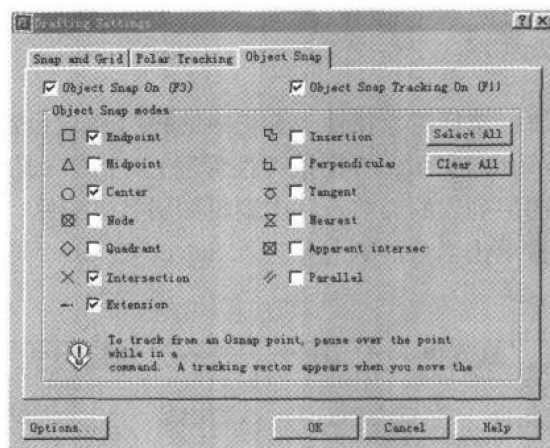 Drafting Settings
Snap and Grid Polar Tracking Object Snap
Object Snap On (F3) Object Snap Tracking On (F1)
Object Snap modes
Endpoint Insertion Select All
Midpoint Perpendicular Clear All
Center Tangent
Node Nearest
Quadrant Apparent intersec
Intersection Parallel
Extension
To track from an Osnap point, pause over the point
while in a
command. A tracking vector appears when you move the
Options... OK Cancel Help